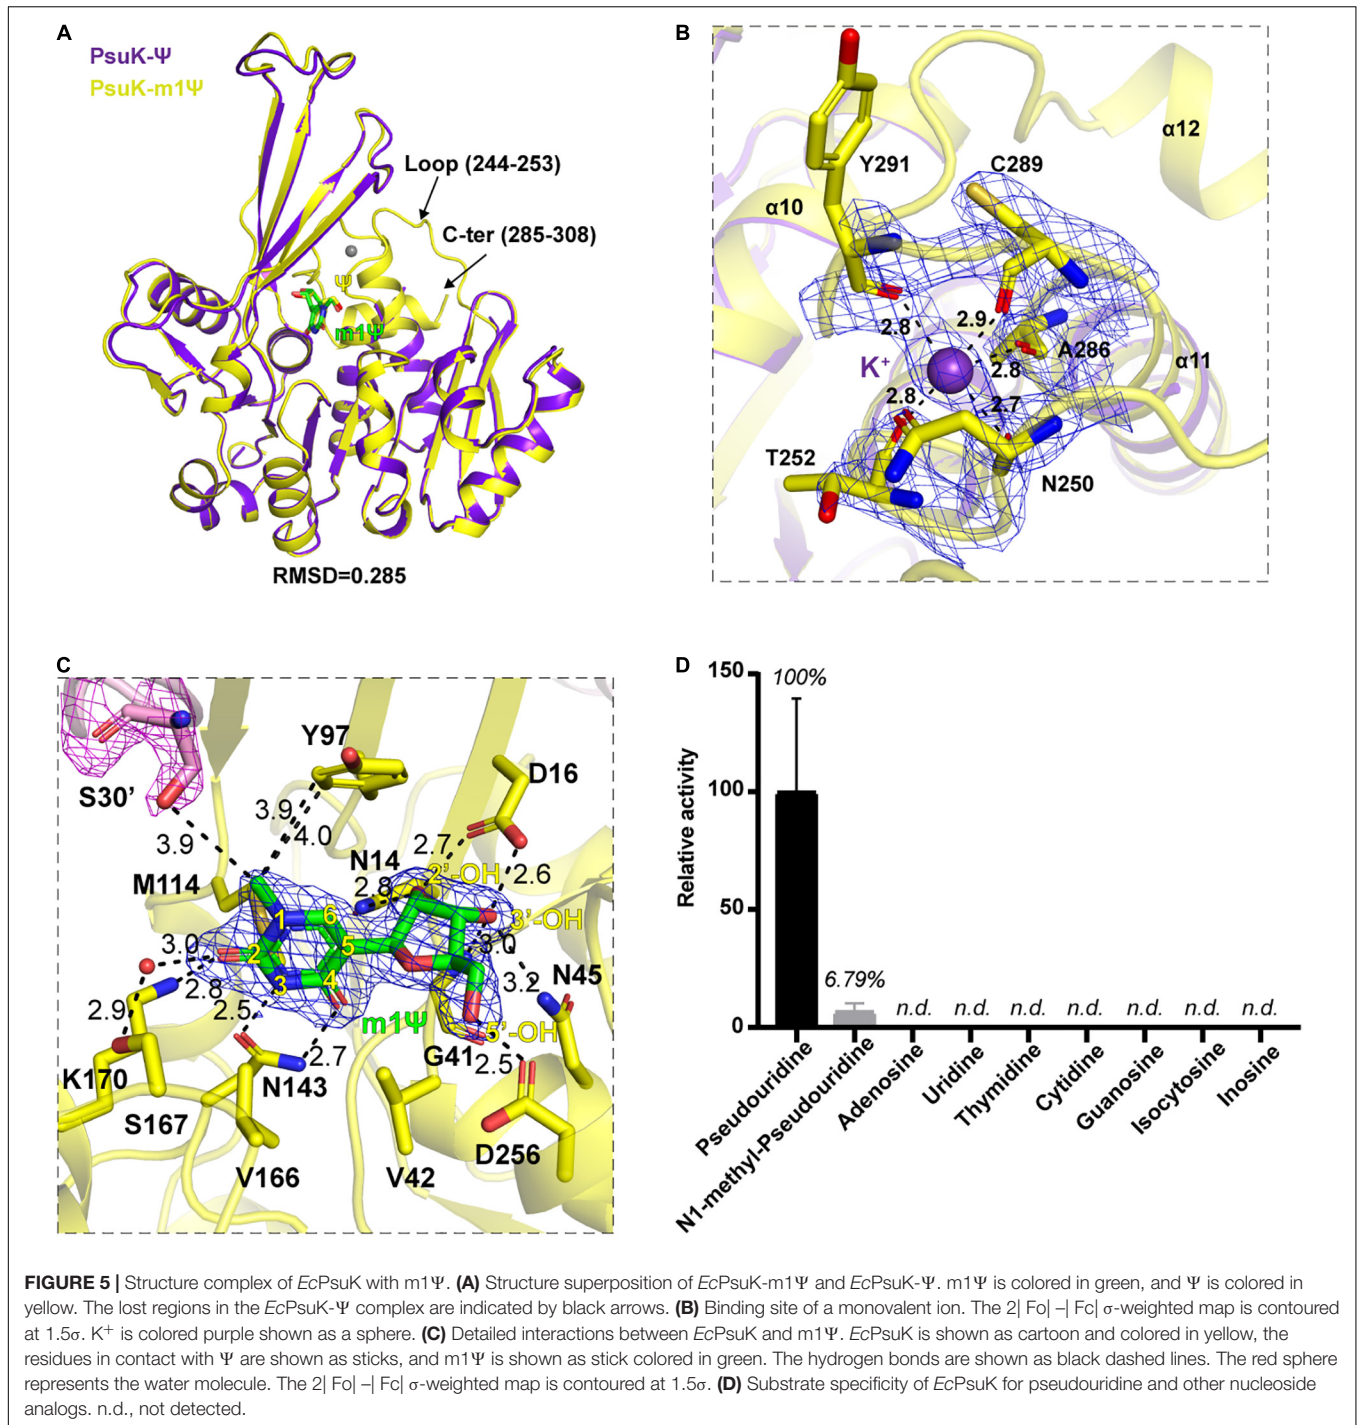 A
PsuK-Ψ
PsuK-m1Ψ
Loop (244-253)
C-ter (285-308)
Ψ
m1Ψ
RMSD=0.285
B
α12
Y291
C289
α10
2.9
2.8
A286
K+
2.8
α11
2.8
2.7
T252
N250
C
Y97
D16
S30’
3.9
4.0
3.9
2.7
N14
2’-OH
2.6
M114
2.8
1
6
3’-OH
3.0
2
5
3.0
3
4
3.2
N45
2.8
2.9
2.5
m1Ψ
5’-OH
G41
2.7
2.5
K170
N143
S167
D256
V166
V42
D
150
100%
100
Relative activity
50
6.79%
n.d. n.d. n.d. n.d. n.d. n.d. n.d.
0
Pseudouridine
N1-methyl-Pseudouridine
Adenosine
Uridine
Thymidine
Cytidine
Guanosine
Isocytosine
Inosine
FIGURE 5 | Structure complex of EcPsuK with m1Ψ. (A) Structure superposition of EcPsuK-m1Ψ and EcPsuK-Ψ. m1Ψ is colored in green, and Ψ is colored in
yellow. The lost regions in the EcPsuK-Ψ complex are indicated by black arrows. (B) Binding site of a monovalent ion. The 2| Fo| –| Fc| σ-weighted map is contoured
at 1.5σ. K+ is colored purple shown as a sphere. (C) Detailed interactions between EcPsuK and m1Ψ. EcPsuK is shown as cartoon and colored in yellow, the
residues in contact with Ψ are shown as sticks, and m1Ψ is shown as stick colored in green. The hydrogen bonds are shown as black dashed lines. The red sphere
represents the water molecule. The 2| Fo| –| Fc| σ-weighted map is contoured at 1.5σ. (D) Substrate specificity of EcPsuK for pseudouridine and other nucleoside
analogs. n.d., not detected.